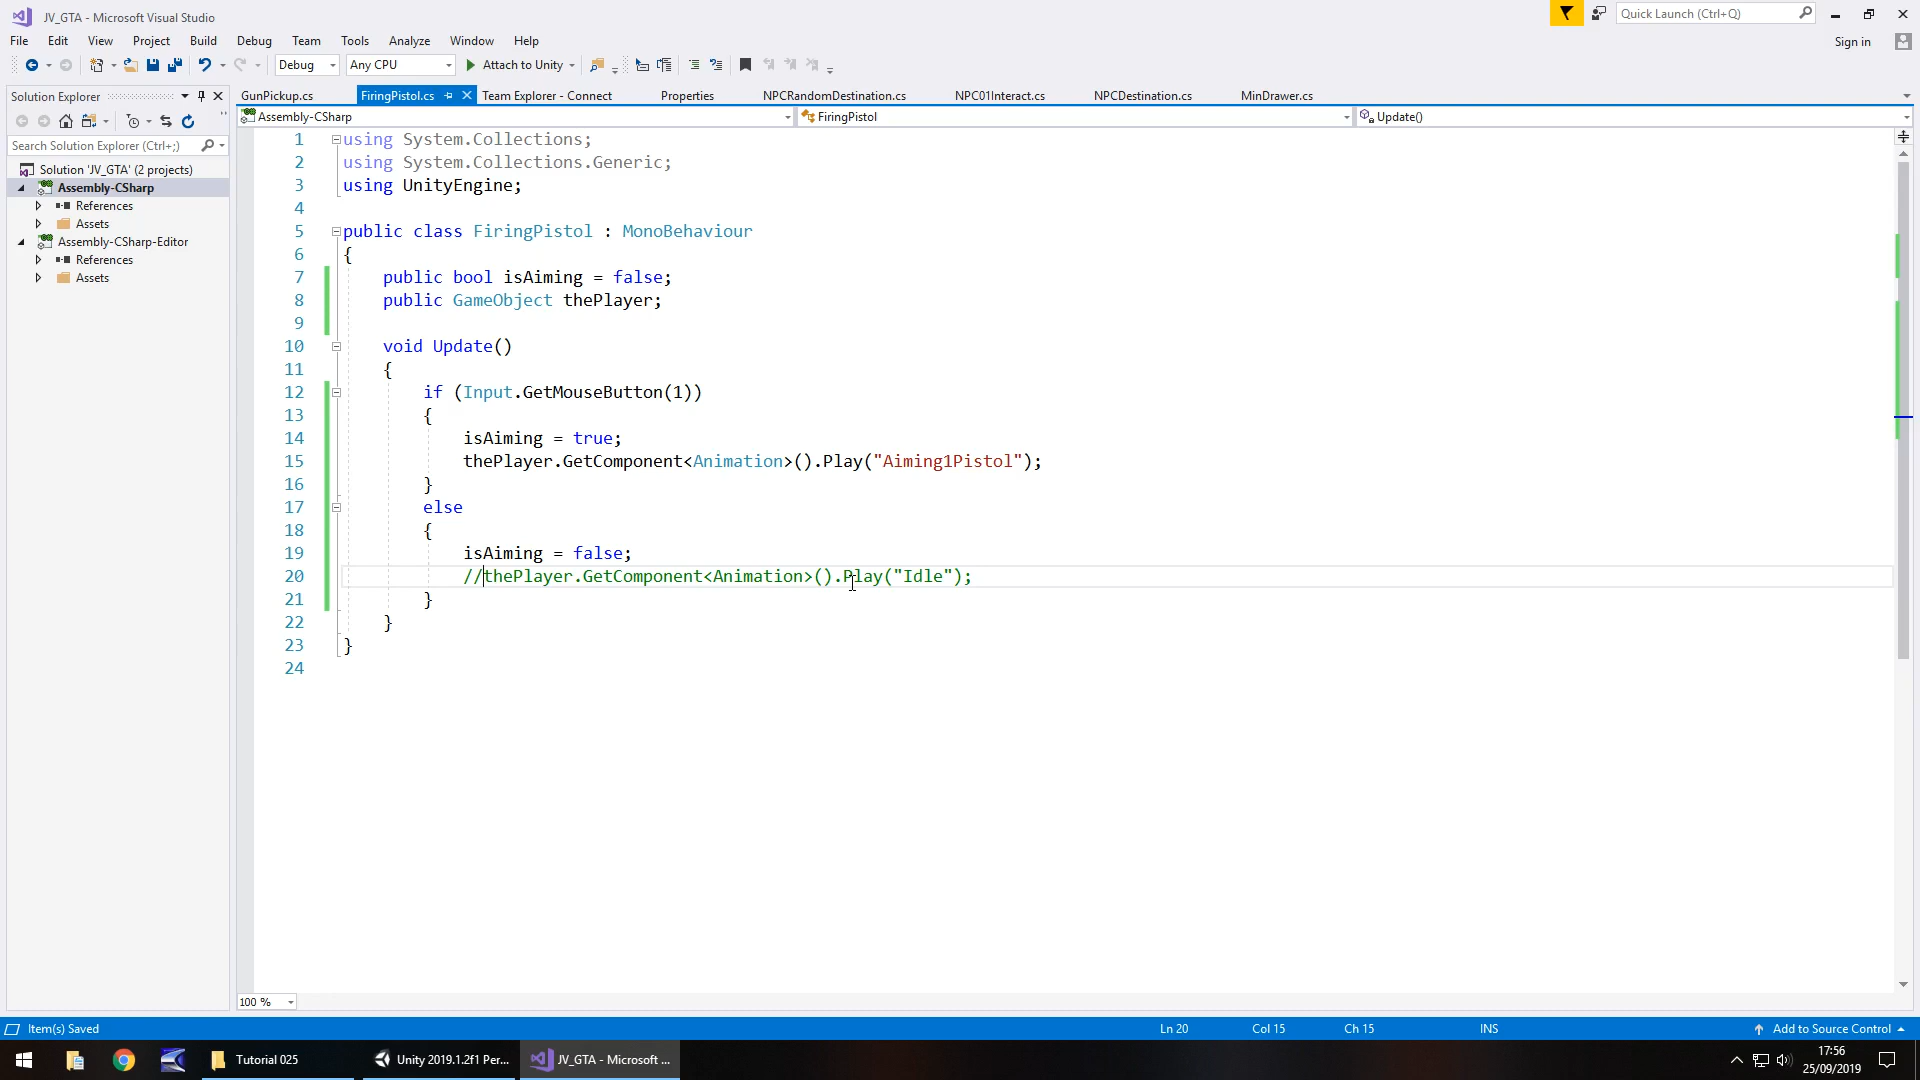 JV_GTA - Microsoft Visual Studio
Quick Launch (Ctrl+Q)
File Edit View Project Build Debug Team Tools Analyze Window Help
Sign in
Debug Any CPU Attach to Unity
Solution Explorer
GunPickup.cs FiringPistol.cs Team Explorer - Connect Properties NPCRandomDestination.cs NPC01Interact.cs NPCDestination.cs MinDrawer.cs
Assembly-CSharp FiringPistol Update()
Search Solution Explorer (Ctrl+;)
Solution 'JV_GTA' (2 projects)
Assembly-CSharp
References
Assets
Assembly-CSharp-Editor
References
Assets
1 using System.Collections;
2 using System.Collections.Generic;
3 using UnityEngine;
4
5 public class FiringPistol : MonoBehaviour
6 {
7 public bool isAiming = false;
8 public GameObject thePlayer;
9
10 void Update()
11 {
12 if (Input.GetMouseButton(1))
13 {
14 isAiming = true;
15 thePlayer.GetComponent<Animation>().Play("Aiming1Pistol");
16 }
17 else
18 {
19 isAiming = false;
20 //thePlayer.GetComponent<Animation>().Play("Idle");
21 }
22 }
23 }
24
100 %
Item(s) Saved Ln 20 Col 15 Ch 15 INS Add to Source Control
Tutorial 025 Unity 2019.1.2f1 Per... JV_GTA - Microsoft ...
17:56
25/09/2019